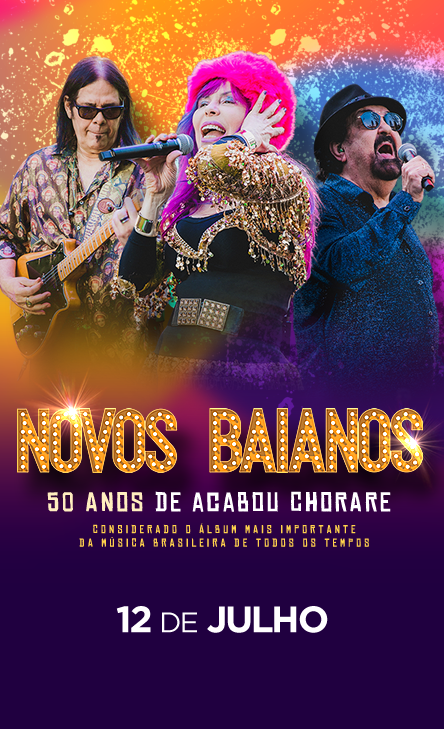 NOVOS BAIANOS
50 ANOS DE ACABOU CHORARE
CONSIDERADO O ÁLBUM MAIS IMPORTANTE
DA MÚSICA BRASILEIRA DE TODOS OS TEMPOS
12 DE JULHO